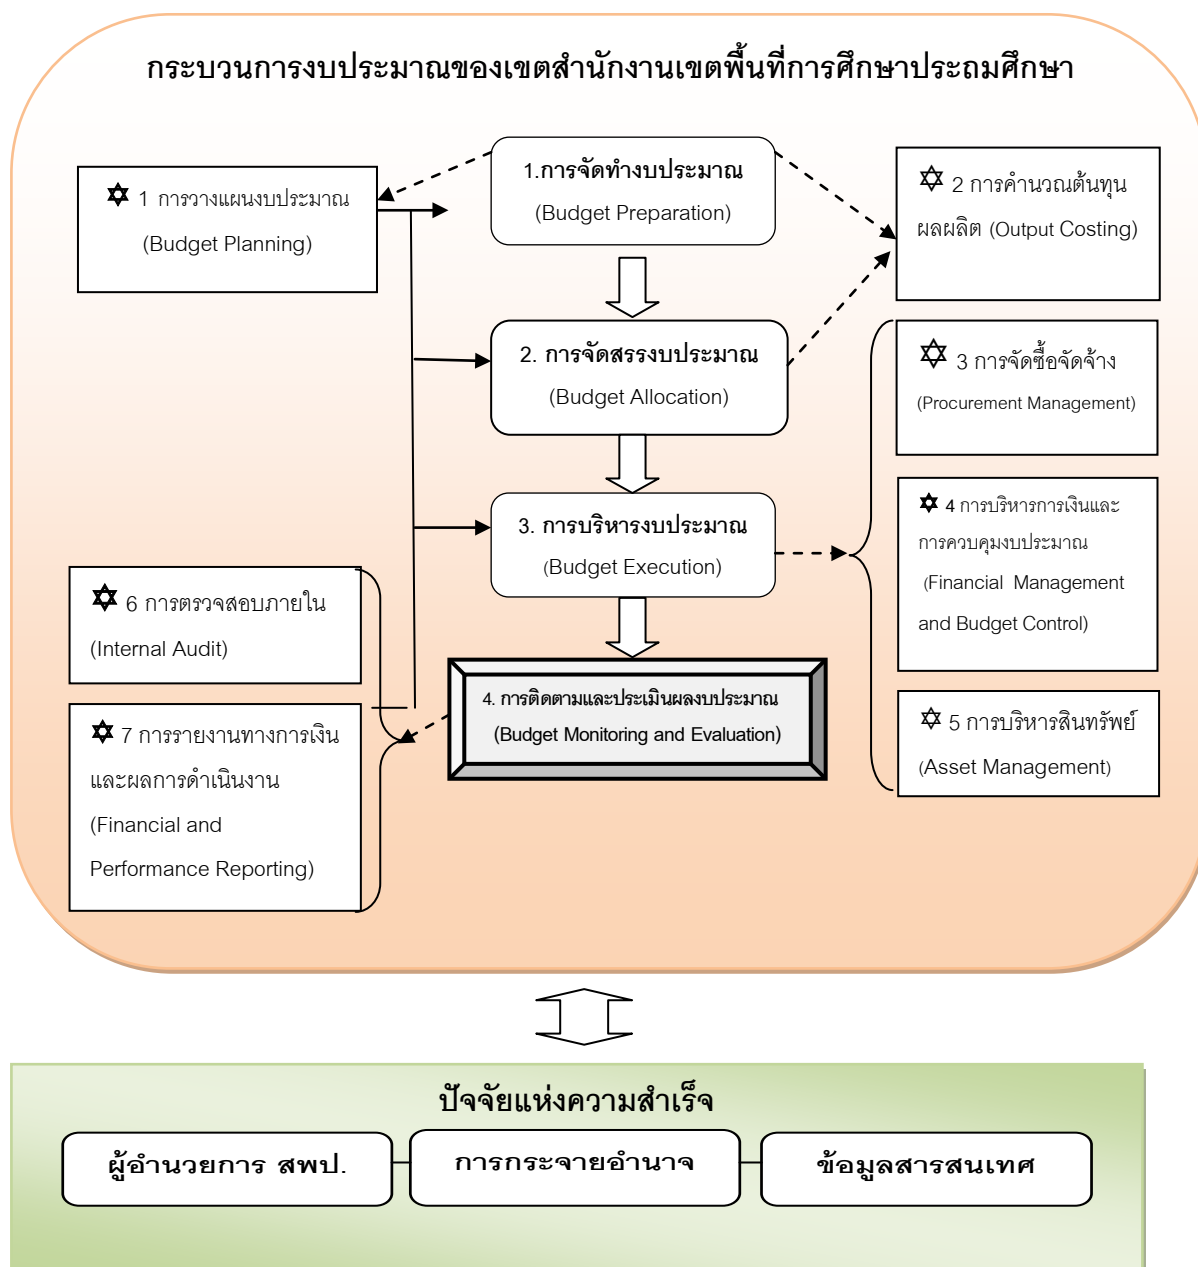 กระบวนการงบประมาณของเขตสำนักงานเขตพื้นที่การศึกษาประถมศึกษา
1.การจัดทำงบประมาณ
(Budget Preparation)
✡ 1 การวางแผนงบประมาณ
(Budget Planning)
✡ 2 การคำนวณต้นทุน
ผลผลิต (Output Costing)
2. การจัดสรรงบประมาณ
(Budget Allocation)
✡ 3 การจัดซื้อจัดจ้าง
(Procurement Management)
3. การบริหารงบประมาณ
(Budget Execution)
✡ 4 การบริหารการเงินและ
การควบคุมงบประมาณ
(Financial Management
and Budget Control)
✡ 6 การตรวจสอบภายใน
(Internal Audit)
4. การติดตามและประเมินผลงบประมาณ
(Budget Monitoring and Evaluation)
✡ 5 การบริหารสินทรัพย์
(Asset Management)
✡ 7 การรายงานทางการเงิน
และผลการดำเนินงาน
(Financial and
Performance Reporting)
ปัจจัยแห่งความสำเร็จ
ผู้อำนวยการ สพป.
การกระจายอำนาจ
ข้อมูลสารสนเทศ